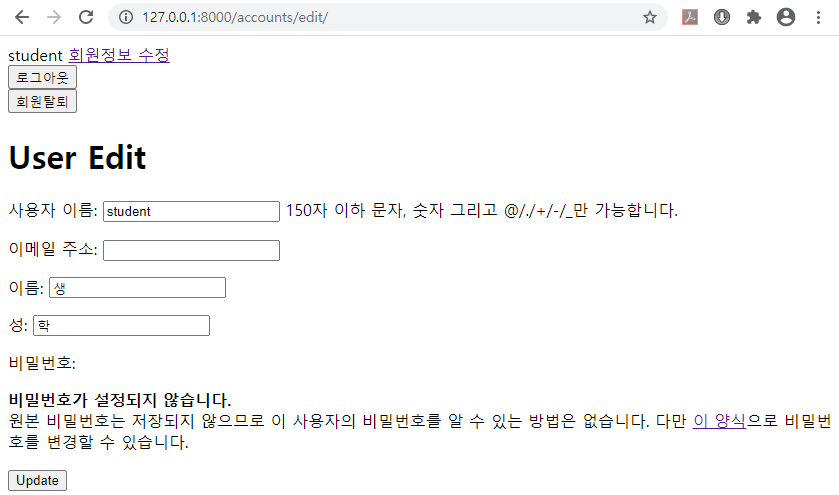 127.0.0.1:8000/accounts/edit/
student 회원정보 수정
로그아웃
회원탈퇴
User Edit
사용자 이름: student 150자 이하 문자, 숫자 그리고 @/./+/-/_만 가능합니다.
이메일 주소:
이름: 생
성: 학
비밀번호:
비밀번호가 설정되지 않습니다.
원본 비밀번호는 저장되지 않으므로 이 사용자의 비밀번호를 알 수 있는 방법은 없습니다. 다만 이 양식으로 비밀번
호를 변경할 수 있습니다.
Update